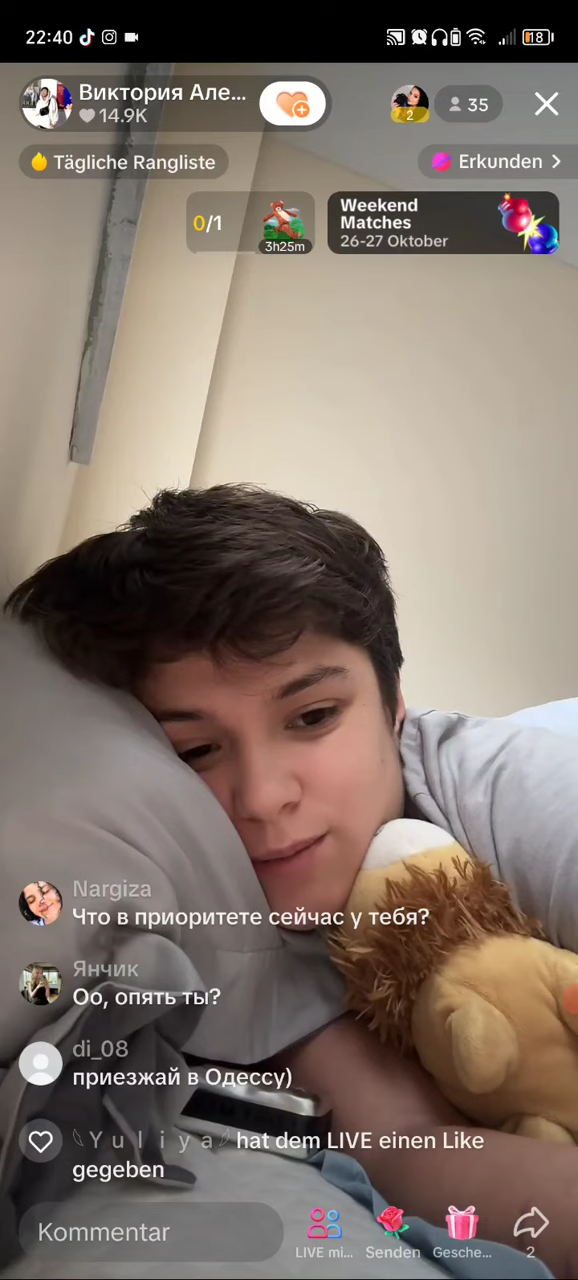 22:40
18
Виктория Але...
14.9K
2
35
Tägliche Rangliste
Erkunden
0/1
3h25m
Weekend
Matches
26-27 Oktober
Nargiza
Что в приоритете сейчас у тебя?
Янчик
Оо, опять ты?
di_08
приезжай в Одессу)
Y u l i y a hat dem LIVE einen Like
gegeben
Kommentar
LIVE mi...
Senden
Gesche...
2